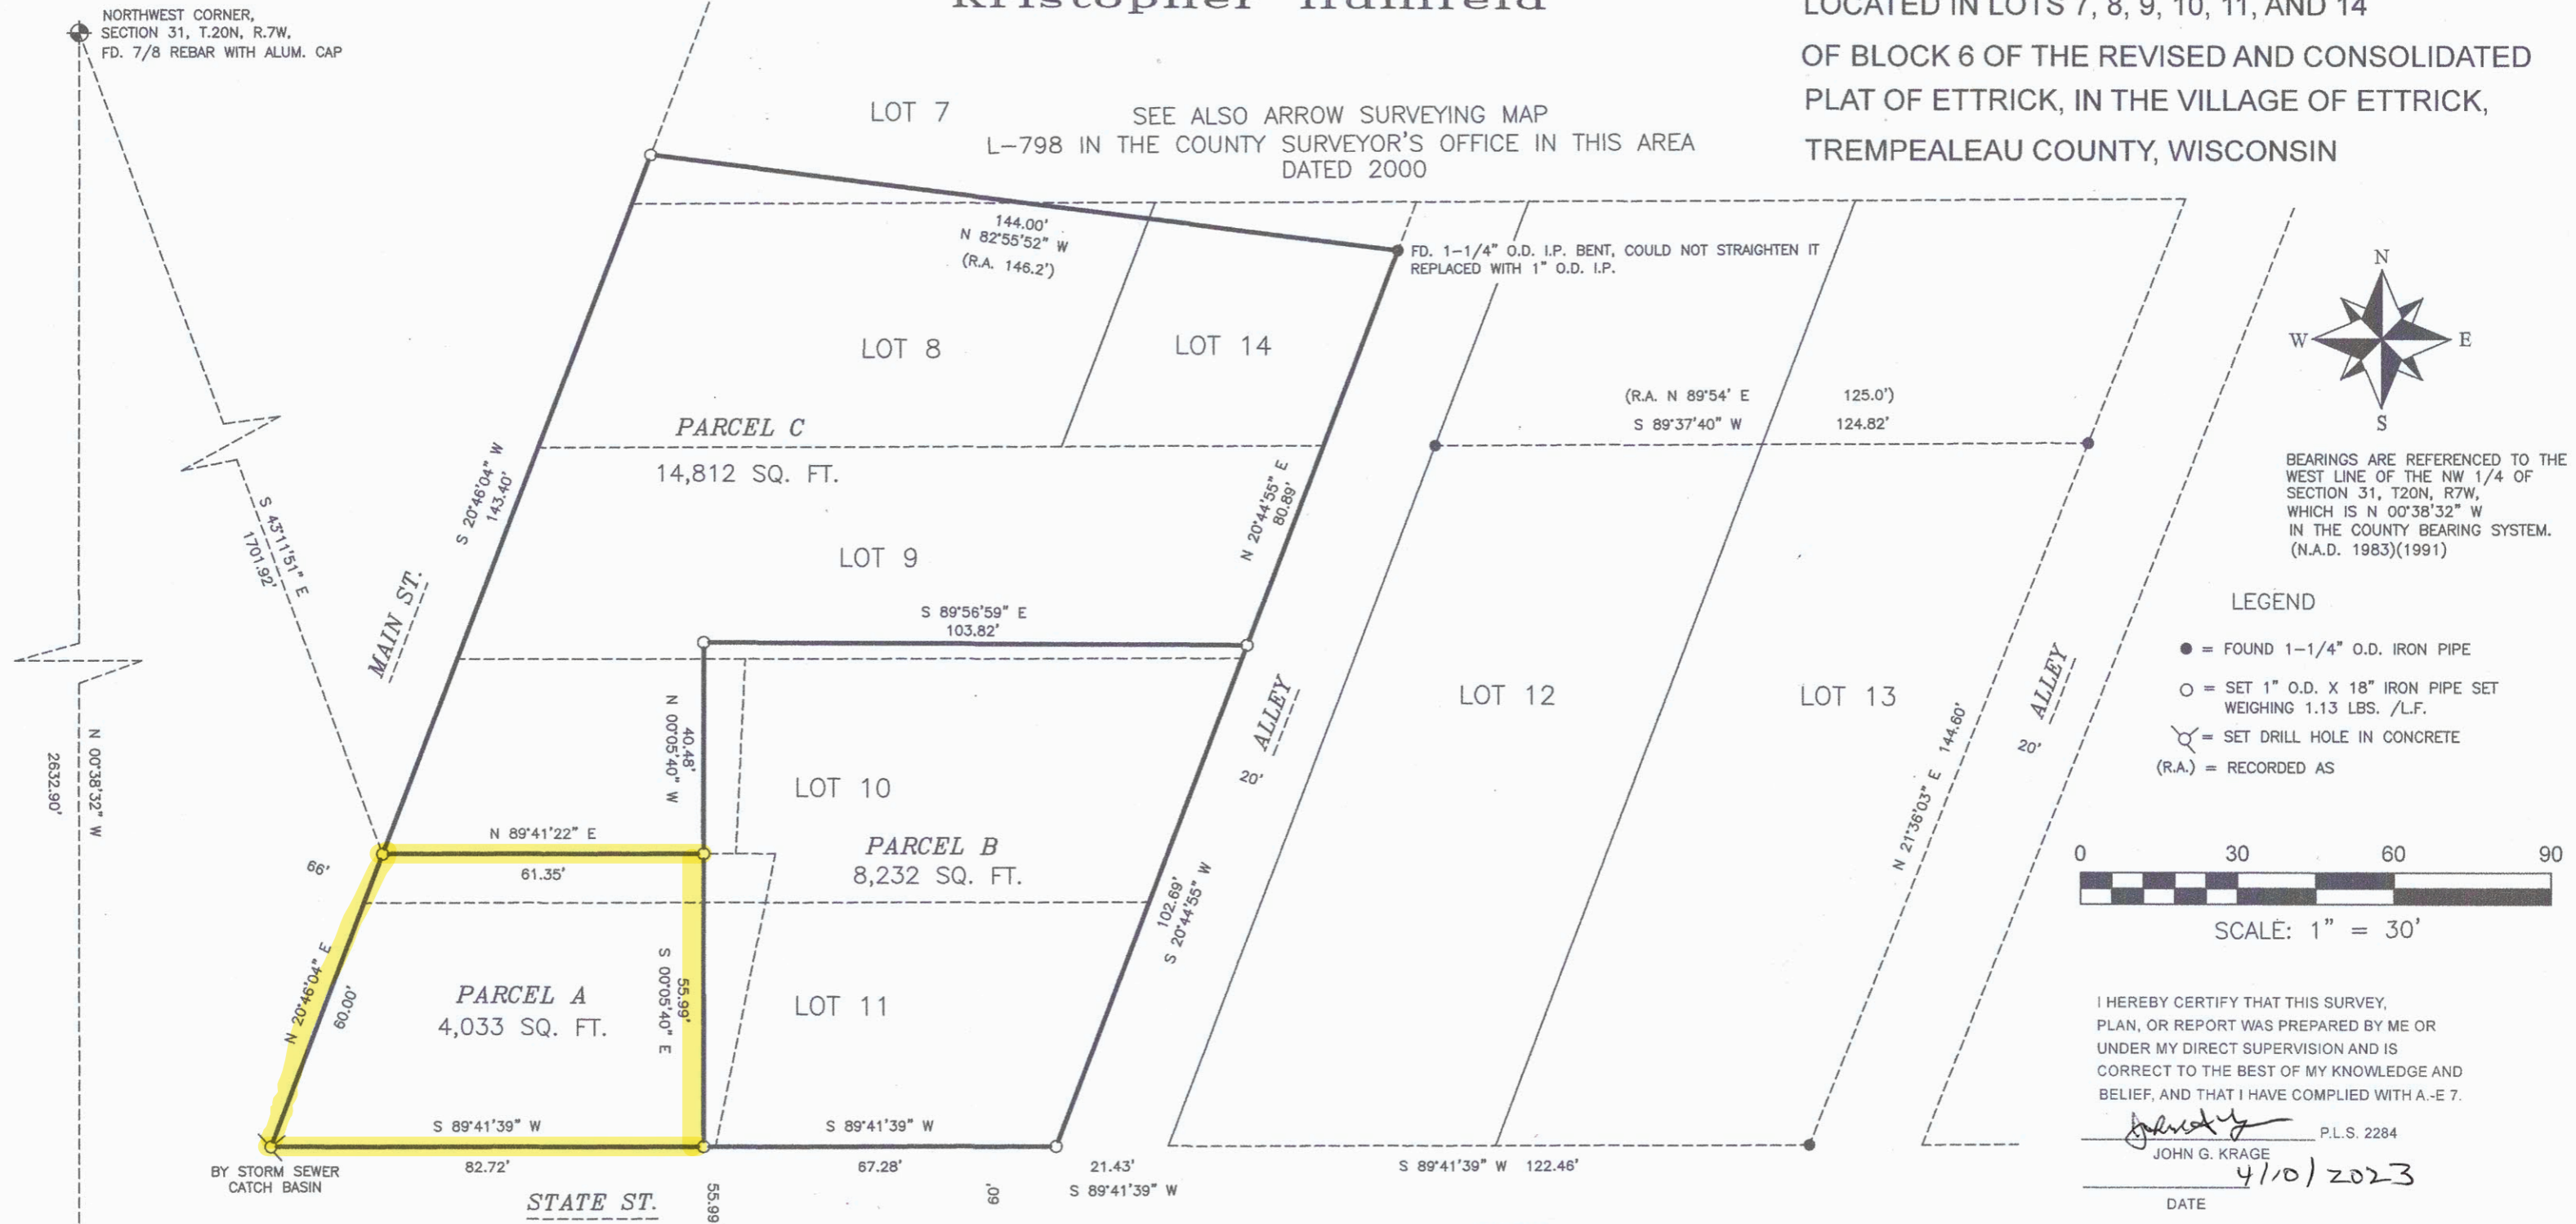 NORTHWEST CORNER,
SECTION 31, T.20N, R.7W,
FD. 7/8 REBAR WITH ALUM. CAP
LOCATED IN LOTS 7, 8, 9, 10, 11, AND 14
OF BLOCK 6 OF THE REVISED AND CONSOLIDATED
PLAT OF ETTRICK, IN THE VILLAGE OF ETTRICK,
TREMPEALEAU COUNTY, WISCONSIN
LOT 7
SEE ALSO ARROW SURVEYING MAP
L-798 IN THE COUNTY SURVEYOR'S OFFICE IN THIS AREA
DATED 2000
144.00'
N 82°55'52" W
(R.A. 146.2')
FD. 1-1/4" O.D. I.P. BENT, COULD NOT STRAIGHTEN IT
REPLACED WITH 1" O.D. I.P.
LOT 8
LOT 14
N
W
E
S
(R.A. N 89°54' E 125.0')
S 89°37'40" W 124.82'
PARCEL C
14,812 SQ. FT.
S 20°46'04" W
143.40'
N 20°44'55" E
80.89'
S 43°11'51" E
1701.92'
BEARINGS ARE REFERENCED TO THE
WEST LINE OF THE NW 1/4 OF
SECTION 31, T20N, R7W,
WHICH IS N 00°38'32" W
IN THE COUNTY BEARING SYSTEM.
(N.A.D. 1983)(1991)
LOT 9
MAIN ST.
S 89°56'59" E
103.82'
LEGEND
= FOUND 1-1/4" O.D. IRON PIPE
= SET 1" O.D. X 18" IRON PIPE SET
WEIGHING 1.13 LBS. /L.F.
= SET DRILL HOLE IN CONCRETE
(R.A.) = RECORDED AS
ALLEY
20'
LOT 12
LOT 13
ALLEY
20'
N 21°36'03" E 144.60'
N 00°38'32" W
2632.90'
40.48'
N 00°05'40" W
LOT 10
PARCEL B
8,232 SQ. FT.
N 89°41'22" E
61.35'
66'
102.69'
S 20°44'55" W
0 30 60 90
SCALE: 1" = 30'
N 20°46'04" E
60.00'
PARCEL A
4,033 SQ. FT.
55.99'
S 00°05'40" E
LOT 11
I HEREBY CERTIFY THAT THIS SURVEY,
PLAN, OR REPORT WAS PREPARED BY ME OR
UNDER MY DIRECT SUPERVISION AND IS
CORRECT TO THE BEST OF MY KNOWLEDGE AND
BELIEF, AND THAT I HAVE COMPLIED WITH A.-E 7.
P.L.S. 2284
JOHN G. KRAGE
4/10/2023
DATE
S 89°41'39" W
82.72'
S 89°41'39" W
67.28'
21.43'
S 89°41'39" W
S 89°41'39" W 122.46'
BY STORM SEWER
CATCH BASIN
STATE ST.
55.99
60'